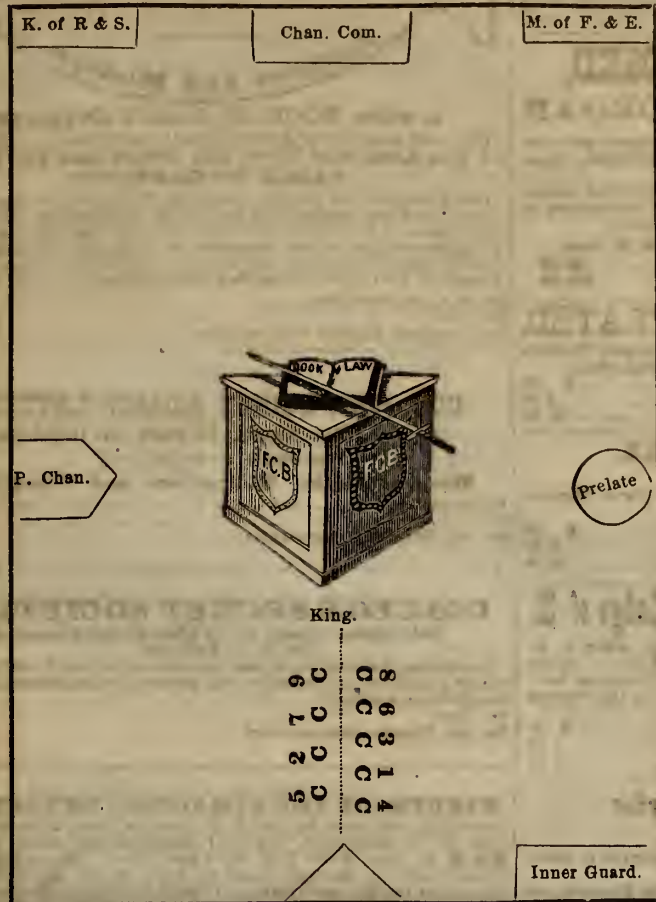 K. of R & S.
Chan. Com.
M. of F. & E.
BOOK LAW
F.C.B.
F.C.B.
P. Chan.
Prelate
King.
9 C C 8
7 C C 6
2 C C 3
5 C C 1
C 4
Inner Guard.